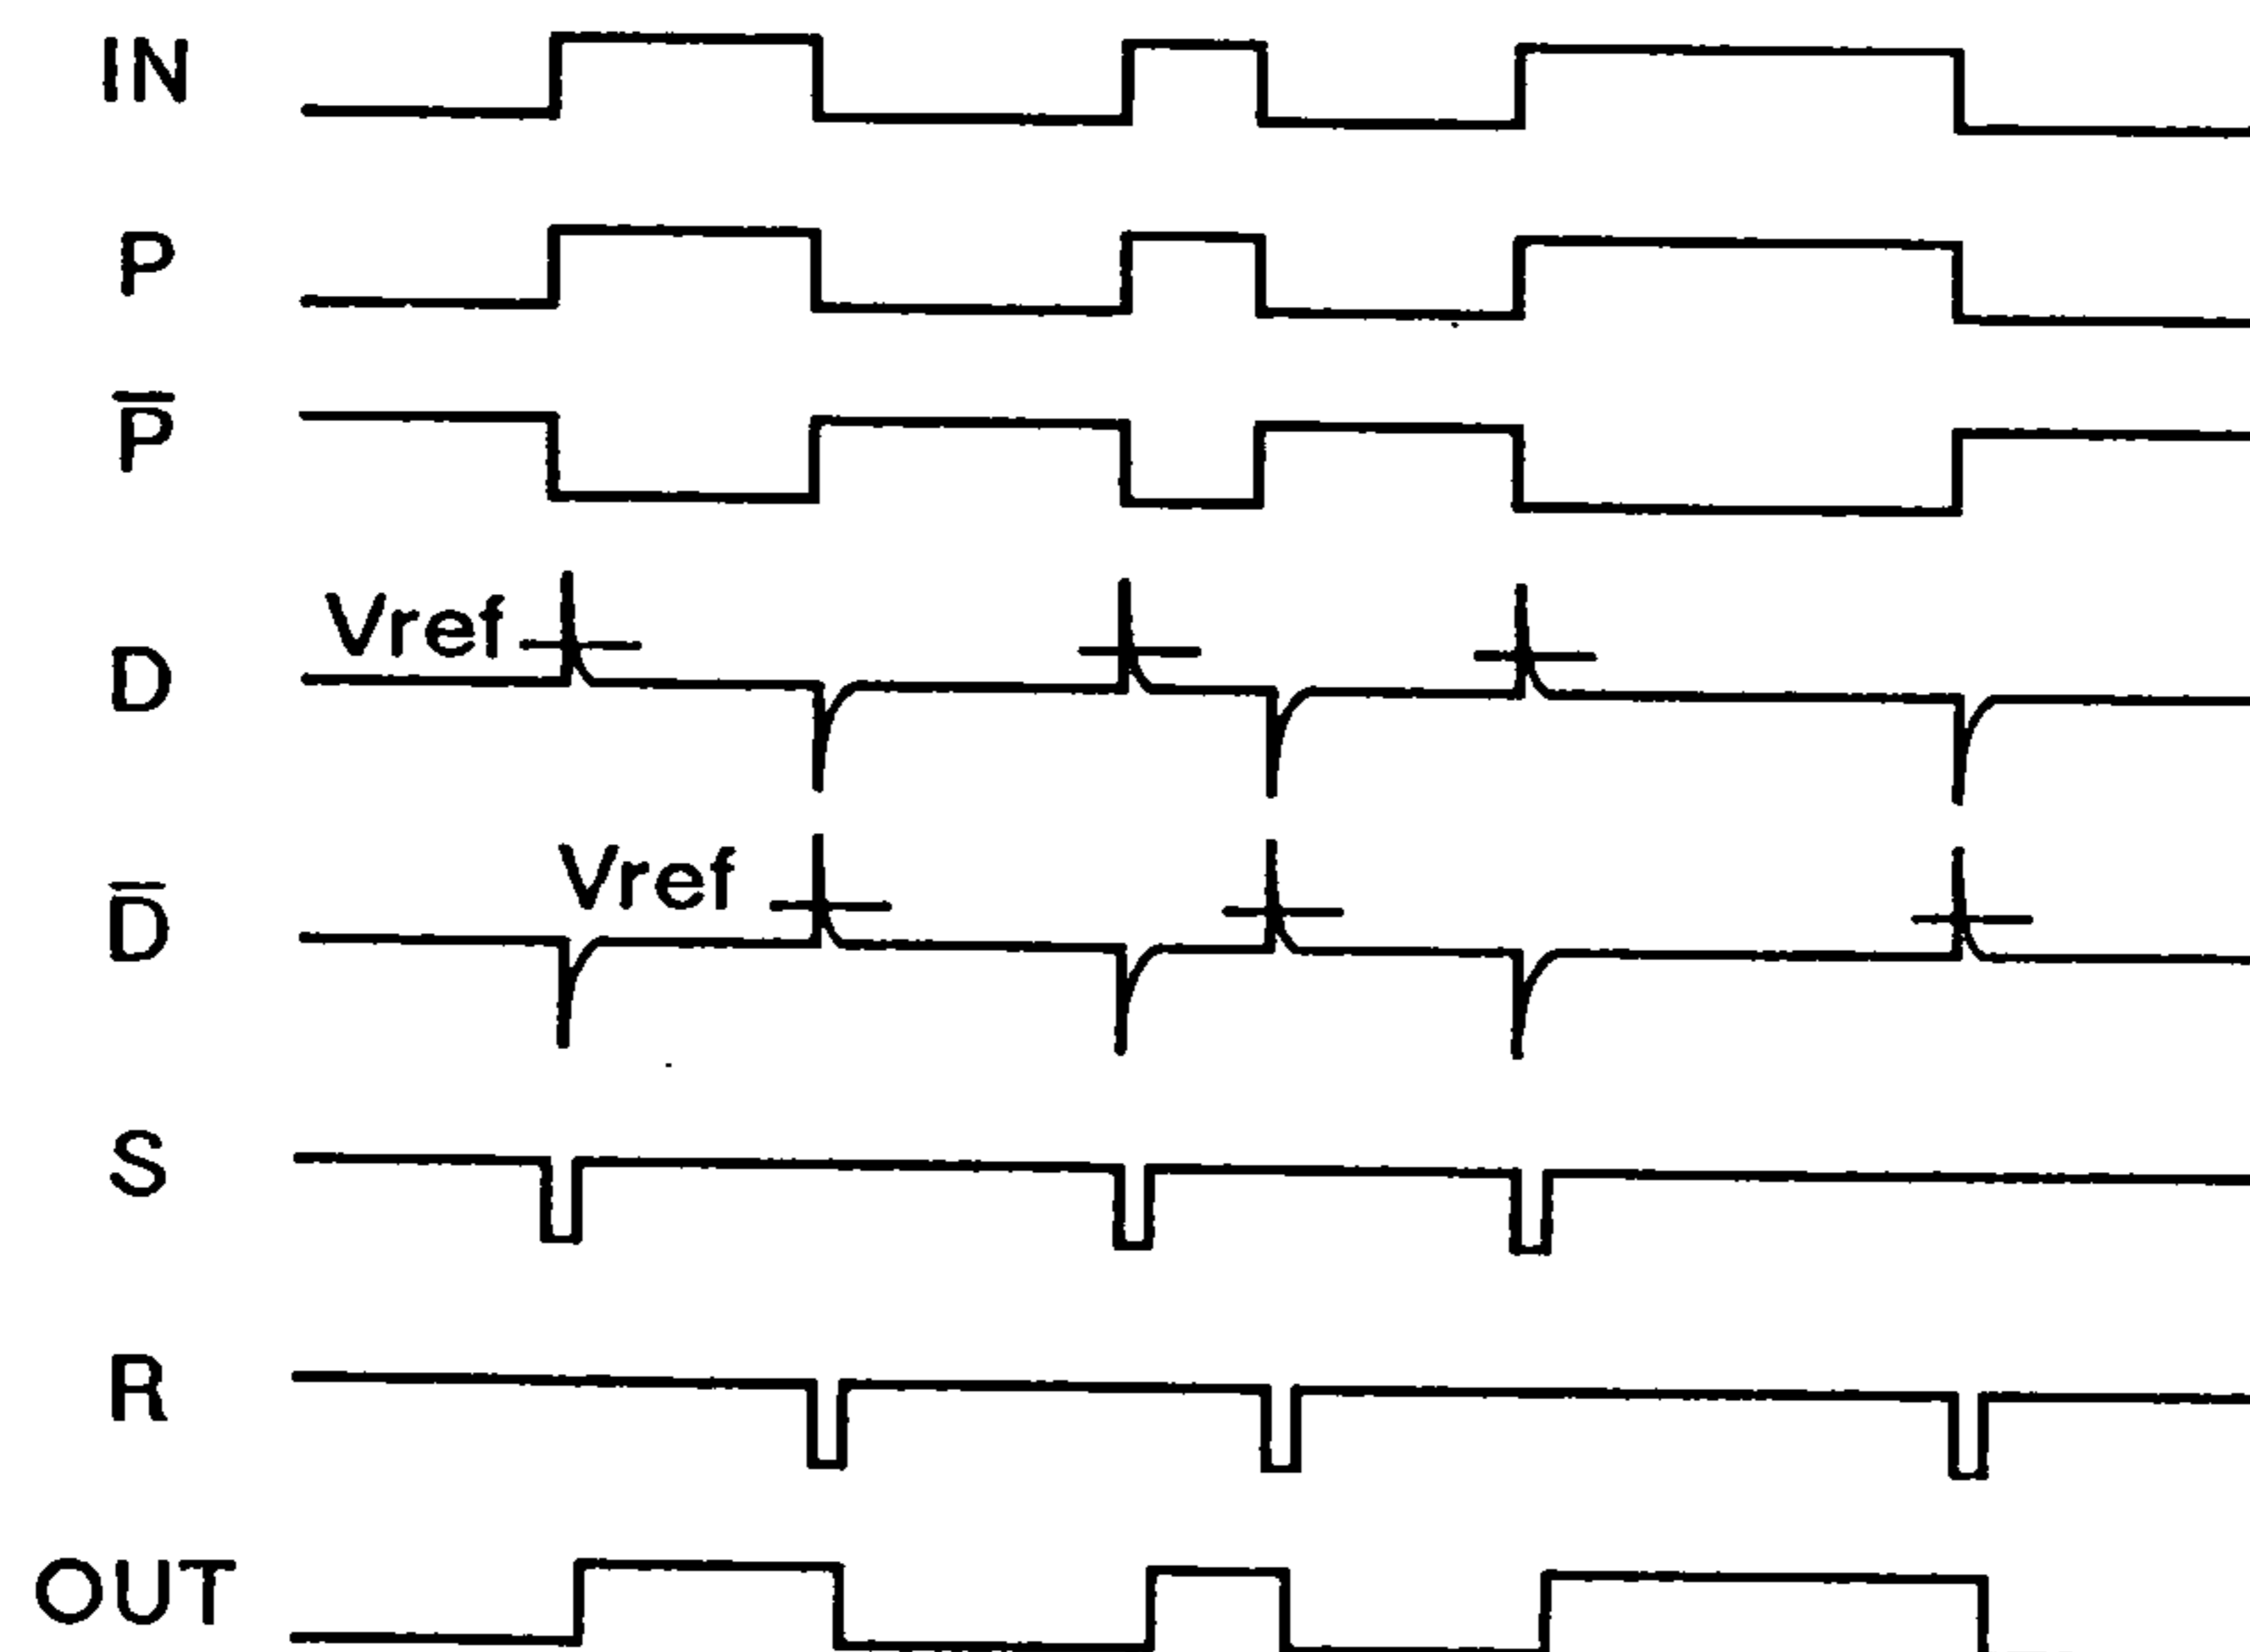 IN
P
P̅
Vref
D
Vref
D̅
S
R
OUT